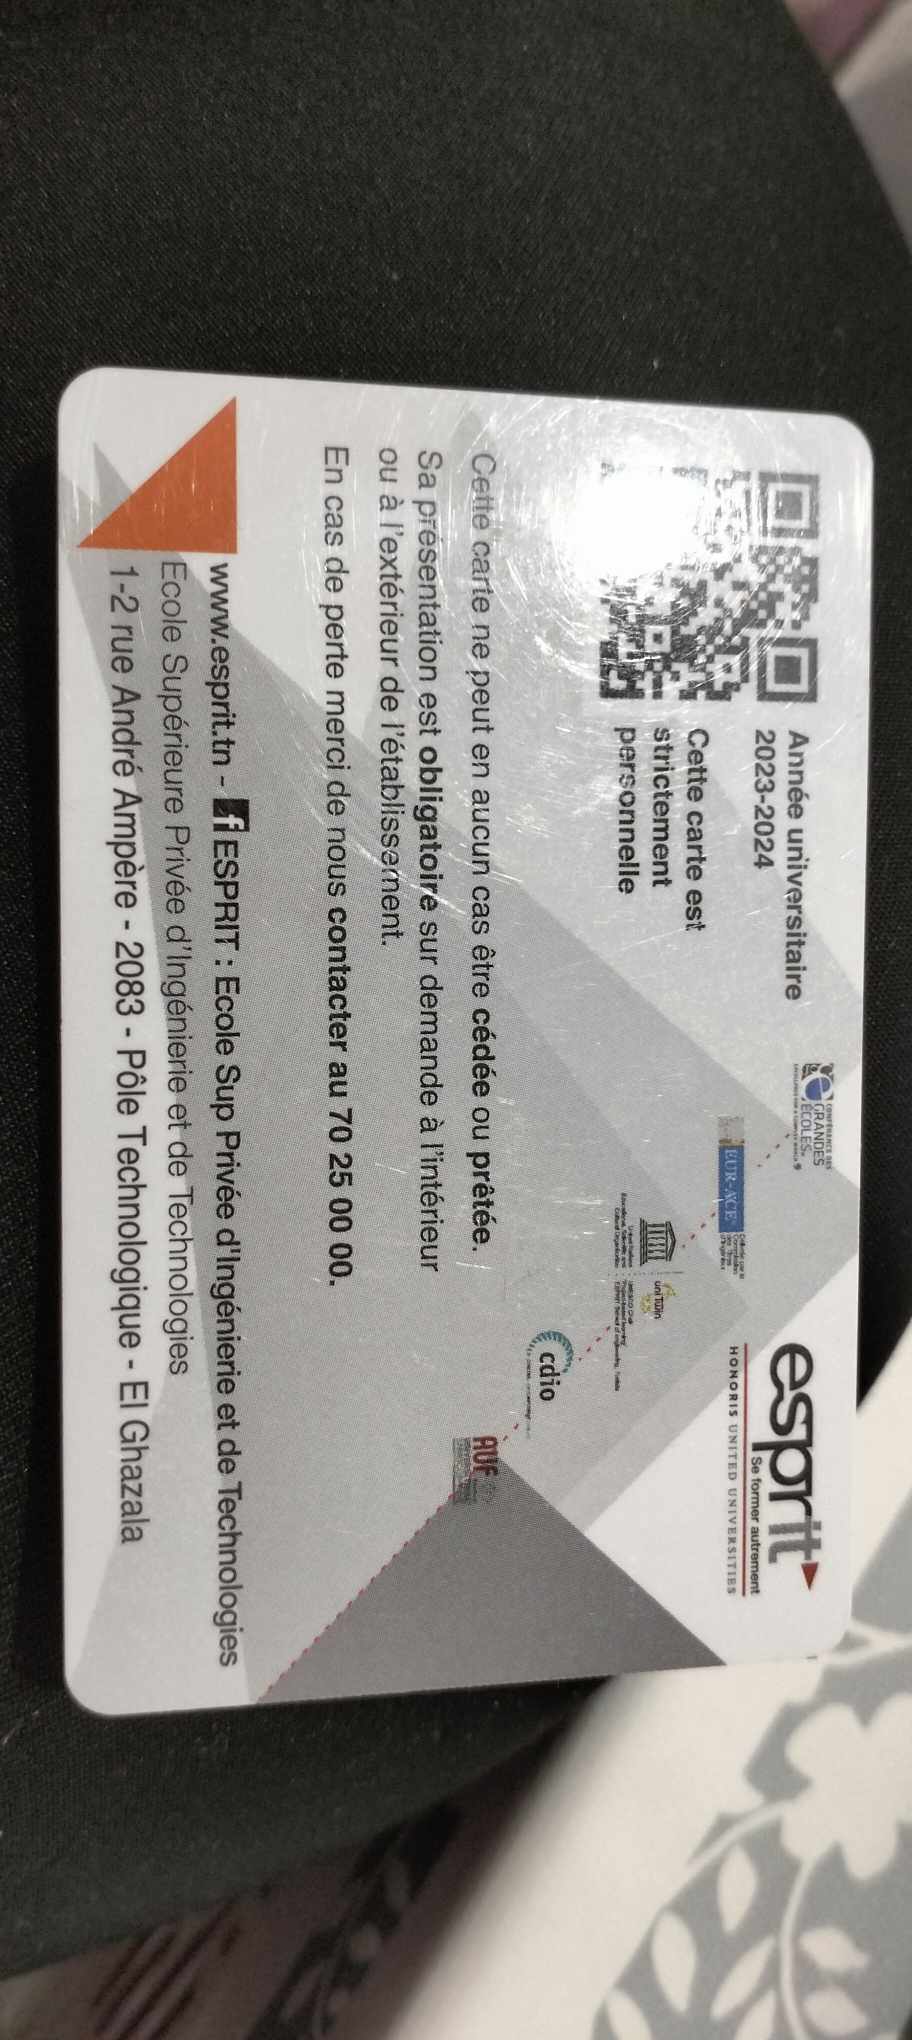 Année universitaire
2023-2024
Cette carte est
strictement
personnelle
CONFÉRENCE DES
GRANDES
ÉCOLES
EUR-ACE
uniTwin
cdio
AUF
esprit
Se former autrement
HONORIS UNITED UNIVERSITIES
Cette carte ne peut en aucun cas être cédée ou prêtée.
Sa présentation est obligatoire sur demande à l'intérieur
ou à l'extérieur de l'établissement.
En cas de perte merci de nous contacter au 70 25 00 00.
www.esprit.tn - f ESPRIT : Ecole Sup Privée d'Ingénierie et de Technologies
Ecole Supérieure Privée d'Ingénierie et de Technologies
1-2 rue André Ampère - 2083 - Pôle Technologique - El Ghazala